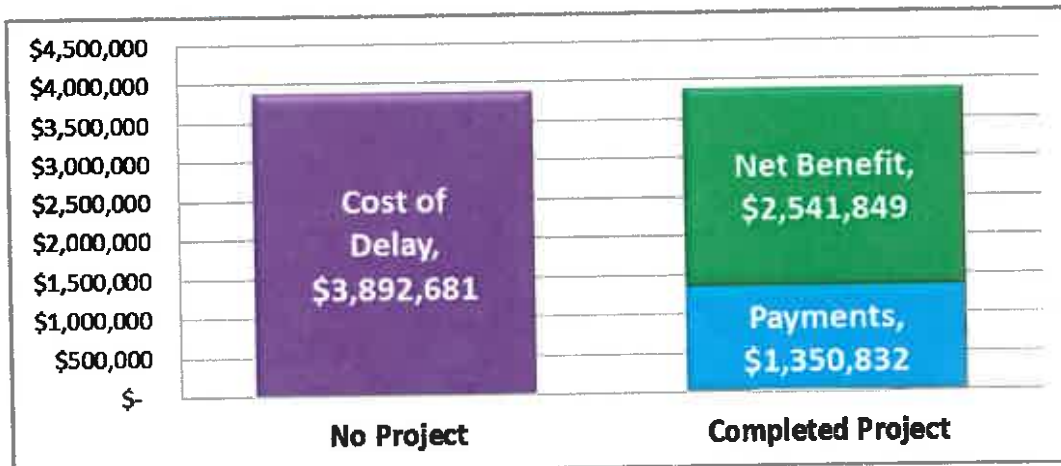 $4,500,000
$4,000,000
$3,500,000
$3,000,000
$2,500,000
$2,000,000
$1,500,000
$1,000,000
$500,000
$-
Cost of
Delay,
$3,892,681
Net Benefit,
$2,541,849
Payments,
$1,350,832
No Project
Completed Project